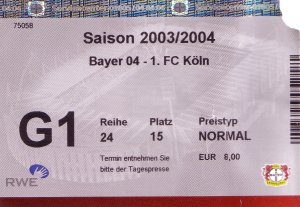 75058
Saison 2003/2004
Bayer 04 - 1. FC Köln
G1
Reihe Platz Preistyp
24 15 NORMAL
Termin entnehmen Sie EUR 8,00
bitte der Tagespresse
RWE